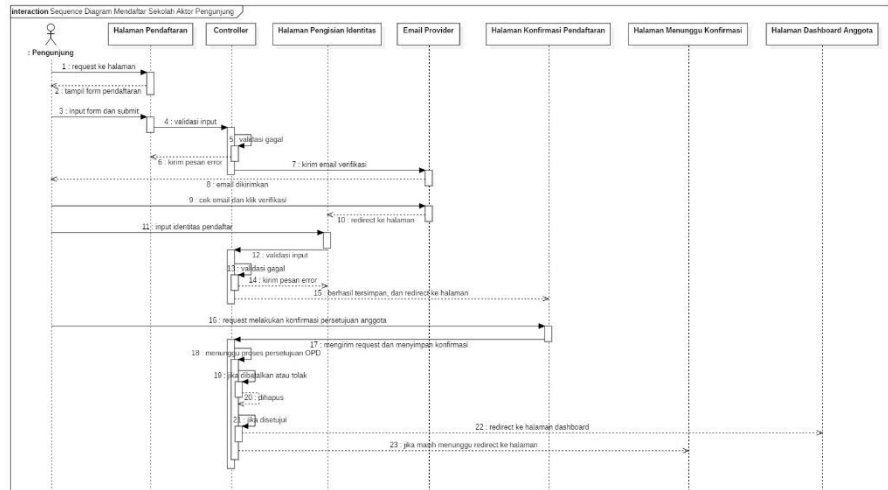 interaction Sequence Diagram Mendaftar Sekolah Aktor Pengunjung
: Pengunjung
Halaman Pendaftaran
Controller
Halaman Pengisian Identitas
Email Provider
Halaman Konfirmasi Pendaftaran
Halaman Menunggu Konfirmasi
Halaman Dashboard Anggota
1 : request ke halaman
2 : tampil form pendaftaran
3 : input form dan submit
4 : validasi input
5 : validasi gagal
6 : kirim pesan error
7 : kirim email verifikasi
8 : email dikirimkan
9 : cek email dan klik verifikasi
10 : redirect ke halaman
11 : input identitas pendaftar
12 : validasi input
13 : validasi gagal
14 : kirim pesan error
15 : berhasil tersimpan, dan redirect ke halaman
16 : request melakukan konfirmasi persetujuan anggota
17 : mengirim request dan menyimpan konfirmasi
18 : menunggu proses persetujuan OPD
19 : jika dibatalkan atau tolak
20 : dihapus
21 : jika disetujui
22 : redirect ke halaman dashboard
23 : jika masih menunggu redirect ke halaman